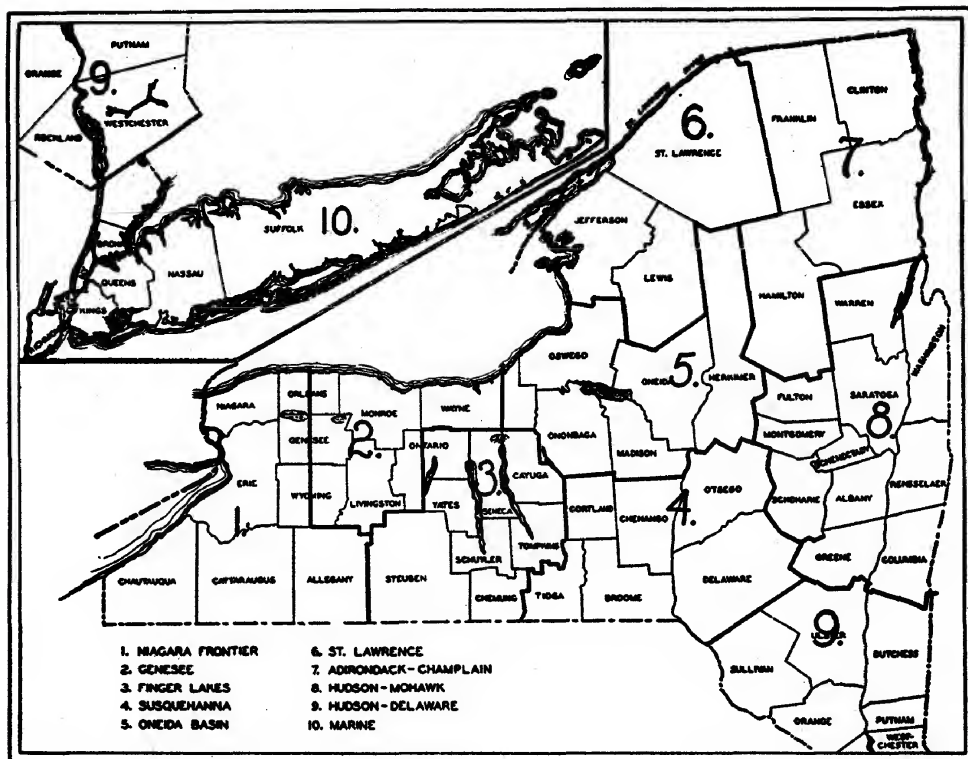 PUTNAM
ORANGE
9.
WESTCHESTER
ROCKLAND
6.
ST. LAWRENCE
FRANKLIN
CLINTON
7.
ESSEX
10.
SUFFOLK
JEFFERSON
LEWIS
HAMILTON
WARREN
WASHINGTON
BRONX
QUEENS
NASSAU
KINGS
OSWEGO
ONEIDA
5.
HERKIMER
FULTON
SARATOGA
8.
NIAGARA
ORLEANS
MONROE
WAYNE
MONTGOMERY
SCHENECTADY
GENESEE
2.
ONTARIO
ONONDAGA
MADISON
3.
CAYUGA
RENSSELAER
ERIE
WYOMING
LIVINGSTON
YATES
SENECA
CORTLAND
CHENANGO
4.
OTSEGO
SCHOHARIE
ALBANY
1.
SCHUYLER
TOMPKINS
GREENE
COLUMBIA
CHAUTAUQUA
CATTARAUGUS
ALLEGANY
STEUBEN
CHEMUNG
TIOGA
BROOME
DELAWARE
9.
ULSTER
SULLIVAN
DUTCHESS
ORANGE
PUTNAM
WEST-
CHESTER
1. NIAGARA FRONTIER
2. GENESEE
3. FINGER LAKES
4. SUSQUEHANNA
5. ONEIDA BASIN
6. ST. LAWRENCE
7. ADIRONDACK-CHAMPLAIN
8. HUDSON-MOHAWK
9. HUDSON-DELAWARE
10. MARINE